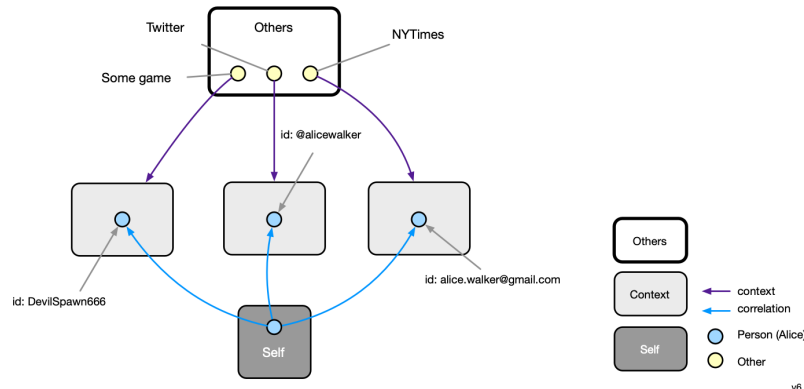 Twitter
Others
NYTimes
Some game
id: @alicewalker
id: DevilSpawn666
id: alice.walker@gmail.com
Self
Others
Context
context
correlation
Self
Person (Alice)
Other
v6